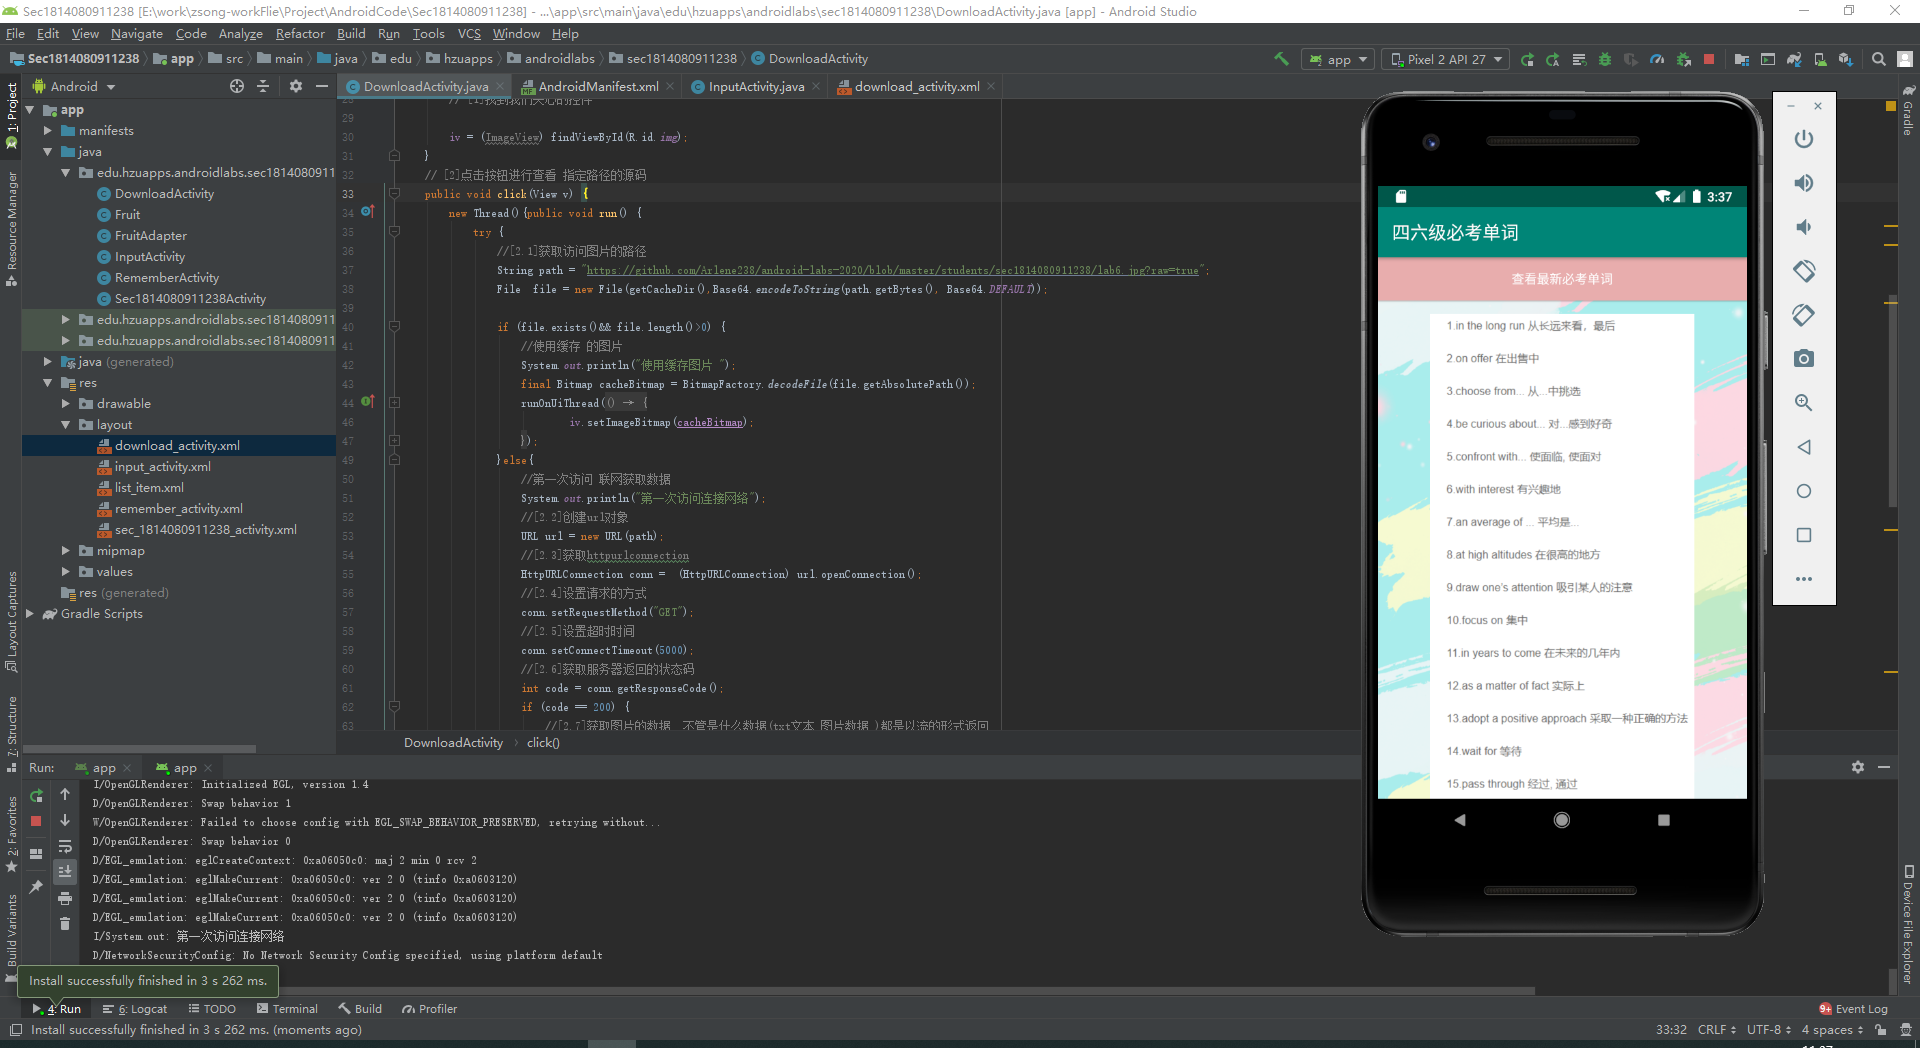 Sec1814080911238 [E:\work\zsong-workFlie\Project\AndroidCode\Sec1814080911238] - ...\app\src\main\java\edu\hzuapps\androidlabs\sec1814080911238\DownloadActivity.java [app] - Android Studio
File Edit View Navigate Code Analyze Refactor Build Run Tools VCS Window Help
Sec1814080911238 app src main java edu hzuapps androidlabs sec1814080911238 DownloadActivity app Pixel 2 API 27
Android
DownloadActivity.java AndroidManifest.xml InputActivity.java download_activity.xml
1: Project
Resource Manager
Layout Captures
7: Structure
2: Favorites
Build Variants
app
manifests
java
edu.hzuapps.androidlabs.sec1814080911
DownloadActivity
Fruit
FruitAdapter
InputActivity
RememberActivity
Sec1814080911238Activity
edu.hzuapps.androidlabs.sec1814080911
edu.hzuapps.androidlabs.sec1814080911
java (generated)
res
drawable
layout
download_activity.xml
input_activity.xml
list_item.xml
remember_activity.xml
sec_1814080911238_activity.xml
mipmap
values
res (generated)
Gradle Scripts
28 // [1]找到我们关心的控件
29
30 iv = (ImageView) findViewById(R.id.img);
31 }
32 // [2]点击按钮进行查看 指定路径的源码
33 public void click(View v) {
34 new Thread(){public void run() {
35 try {
36 //[2.1]获取访问图片的路径
37 String path = "https://github.com/Arlene238/android-labs-2020/blob/master/students/sec1814080911238/lab6.jpg?raw=true";
38 File file = new File(getCacheDir(),Base64.encodeToString(path.getBytes(), Base64.DEFAULT));
39
40 if (file.exists()&& file.length()>0) {
41 //使用缓存 的图片
42 System.out.println("使用缓存图片 ");
43 final Bitmap cacheBitmap = BitmapFactory.decodeFile(file.getAbsolutePath());
44 runOnUiThread(() → {
46 iv.setImageBitmap(cacheBitmap);
47 });
49 }else{
50 //第一次访问 联网获取数据
51 System.out.println("第一次访问连接网络");
52 //[2.2]创建url对象
53 URL url = new URL(path);
54 //[2.3]获取httpurlconnection
55 HttpURLConnection conn = (HttpURLConnection) url.openConnection();
56 //[2.4]设置请求的方式
57 conn.setRequestMethod("GET");
58 //[2.5]设置超时时间
59 conn.setConnectTimeout(5000);
60 //[2.6]获取服务器返回的状态码
61 int code = conn.getResponseCode();
62 if (code == 200) {
63 //[2.7]获取图片的数据 不管是什么数据(txt文本 图片数据 )都是以流的形式返回
DownloadActivity click()
3:37
四六级必考单词
查看最新必考单词
1.in the long run 从长远来看, 最后
2.on offer 在出售中
3.choose from... 从...中挑选
4.be curious about... 对...感到好奇
5.confront with... 使面临, 使面对
6.with interest 有兴趣地
7.an average of ... 平均是...
8.at high altitudes 在很高的地方
9.draw one's attention 吸引某人的注意
10.focus on 集中
11.in years to come 在未来的几年内
12.as a matter of fact 实际上
13.adopt a positive approach 采取一种正确的方法
14.wait for 等待
15.pass through 经过, 通过
Gradle
Device File Explorer
Run: app app
I/OpenGLRenderer: Initialized EGL, version 1.4
D/OpenGLRenderer: Swap behavior 1
W/OpenGLRenderer: Failed to choose config with EGL_SWAP_BEHAVIOR_PRESERVED, retrying without...
D/OpenGLRenderer: Swap behavior 0
D/EGL_emulation: eglCreateContext: 0xa06050c0: maj 2 min 0 rcv 2
D/EGL_emulation: eglMakeCurrent: 0xa06050c0: ver 2 0 (tinfo 0xa0603120)
D/EGL_emulation: eglMakeCurrent: 0xa06050c0: ver 2 0 (tinfo 0xa0603120)
D/EGL_emulation: eglMakeCurrent: 0xa06050c0: ver 2 0 (tinfo 0xa0603120)
I/System.out: 第一次访问连接网络
D/NetworkSecurityConfig: No Network Security Config specified, using platform default
Install successfully finished in 3 s 262 ms.
4: Run 6: Logcat TODO Terminal Build Profiler 9+ Event Log
Install successfully finished in 3 s 262 ms. (moments ago) 33:32 CRLF UTF-8 4 spaces